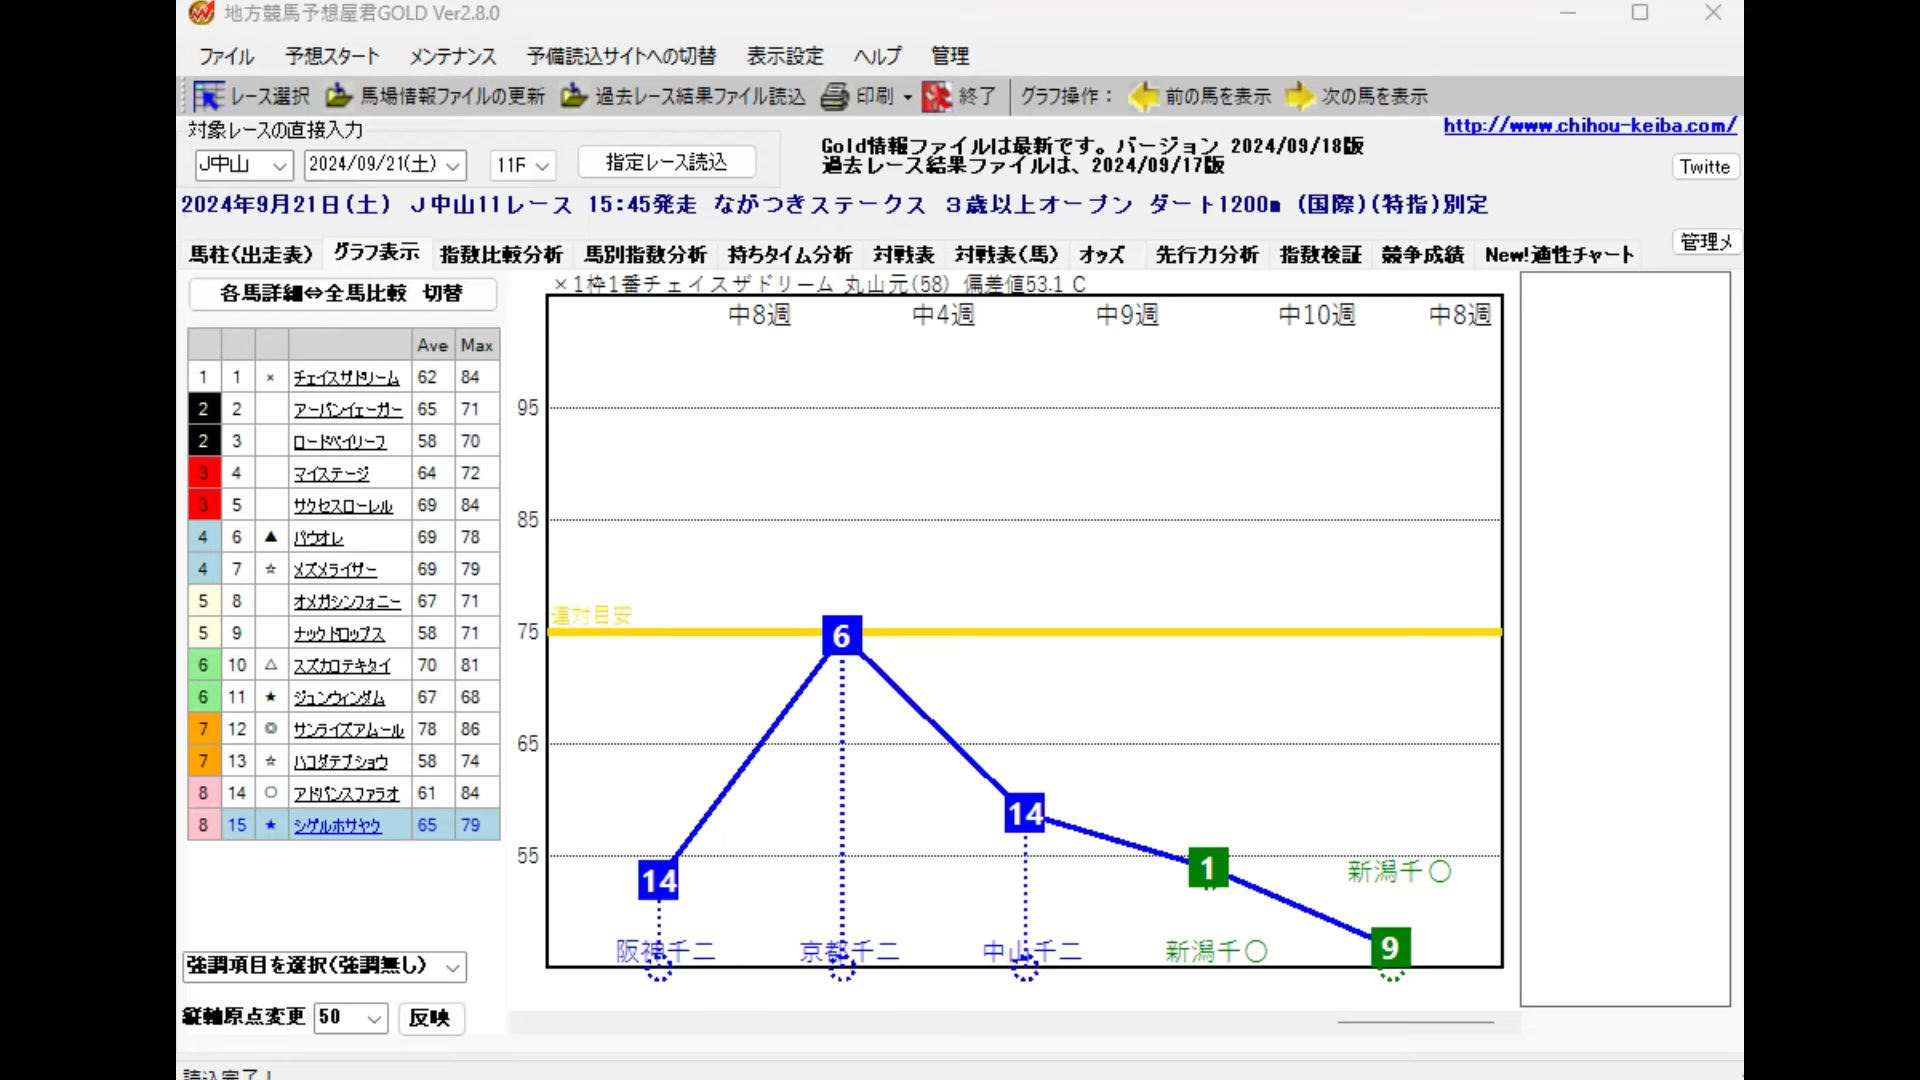 地方競馬予想屋君GOLD Ver2.8.0
ファイル 予想スタート メンテナンス 予備読込サイトへの切替 表示設定 ヘルプ 管理
レース選択 馬場情報ファイルの更新 過去レース結果ファイル読込 印刷 終了 グラフ操作： 前の馬を表示 次の馬を表示
対象レースの直接入力
http://www.chihou-keiba.com/
J中山 2024/09/21(土) 11F 指定レース読込
Gold情報ファイルは最新です。バージョン 2024/09/18版
過去レース結果ファイルは、2024/09/17版
Twitte
2024年9月21日(土) J中山11レース 15:45発走 ながつきステークス 3歳以上オープン ダート1200m (国際)(特指)別定
管理メ
馬柱(出走表) グラフ表示 指数比較分析 馬別指数分析 持ちタイム分析 対戦表 対戦表(馬) オッズ 先行力分析 指数検証 競争成績 New!適性チャート
各馬詳細⇔全馬比較 切替
×1枠1番チェイスザドリーム 丸山元(58) 偏差値53.1 C
中8週 中4週 中9週 中10週 中8週
Ave Max
1 1 × チェイスザドリーム 62 84
2 2 アーバンイェーガー 65 71
2 3 ロードベイリーフ 58 70
3 4 マイステージ 64 72
3 5 サクセスローレル 69 84
4 6 ▲ パウオレ 69 78
4 7 ☆ メズメライザー 69 79
5 8 オメガシンフォニー 67 71
5 9 ナックドロップス 58 71
6 10 △ スズカコテキタイ 70 81
6 11 ★ ジュンウィンダム 67 68
7 12 ◎ サンライズアムール 78 86
7 13 ☆ ハコダテブショウ 58 74
8 14 ○ アドバンスファラオ 61 84
8 15 ★ シゲルホサヤク 65 79
95
85
連対目安
75
65
55
6
14
14
1
9
新潟千○
阪神千二 京都千二 中山千二 新潟千○
強調項目を選択(強調無し)
縦軸原点変更 50 反映
読込完了！